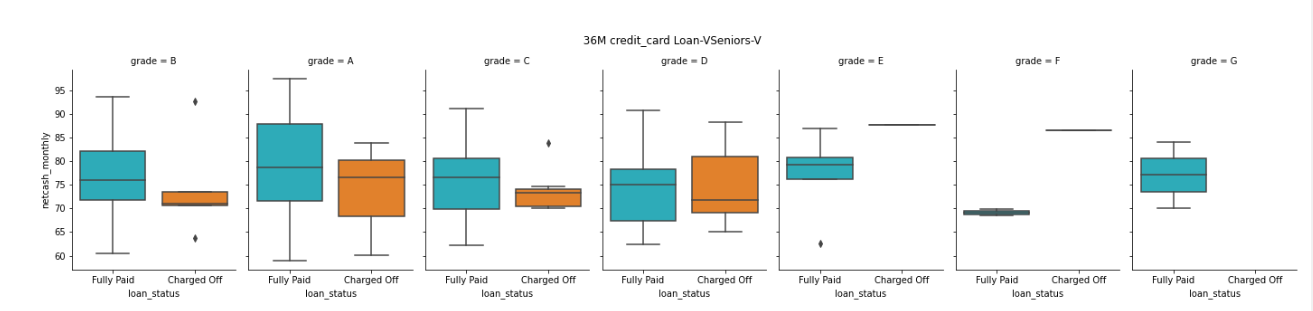 36M credit_card Loan-VSeniors-V
grade = B
grade = A
grade = C
grade = D
grade = E
grade = F
grade = G
netcash_monthly
95
90
85
80
75
70
65
60
Fully Paid Charged Off
Fully Paid Charged Off
Fully Paid Charged Off
Fully Paid Charged Off
Fully Paid Charged Off
Fully Paid Charged Off
Fully Paid Charged Off
loan_status
loan_status
loan_status
loan_status
loan_status
loan_status
loan_status